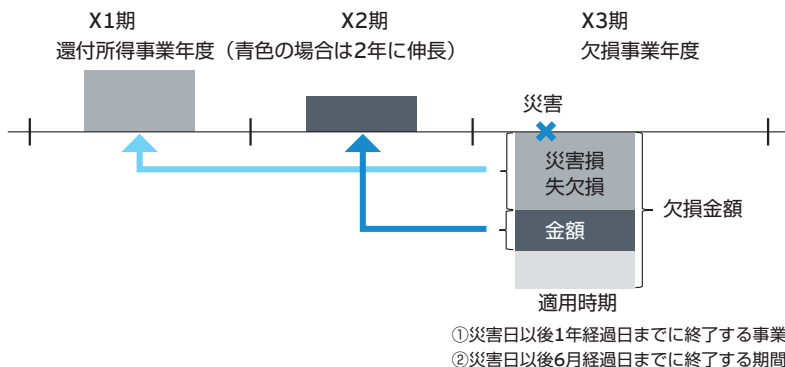 X1期
X2期
X3期
還付所得事業年度（青色の場合は2年に伸長）
欠損事業年度
災害
災害損
失欠損
金額
欠損金額
適用時期
①災害日以後1年経過日までに終了する事業
②災害日以後6月経過日までに終了する期間